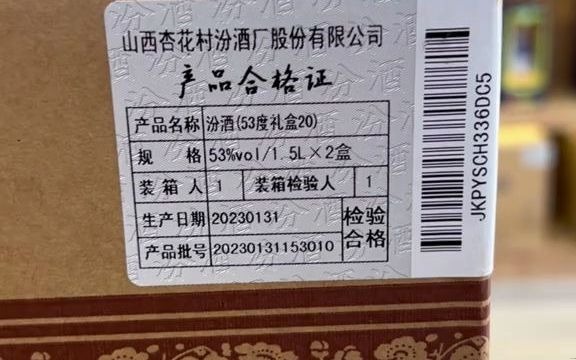 山西杏花村汾酒厂股份有限公司
产品合格证
产品名称 汾酒(53度礼盒20)
规 格 53%vol/1.5L×2盒
装箱人 1 装箱检验人 1
生产日期 20230131 检验
产品批号 20230131153010 合格
JKPYSCH336DC5